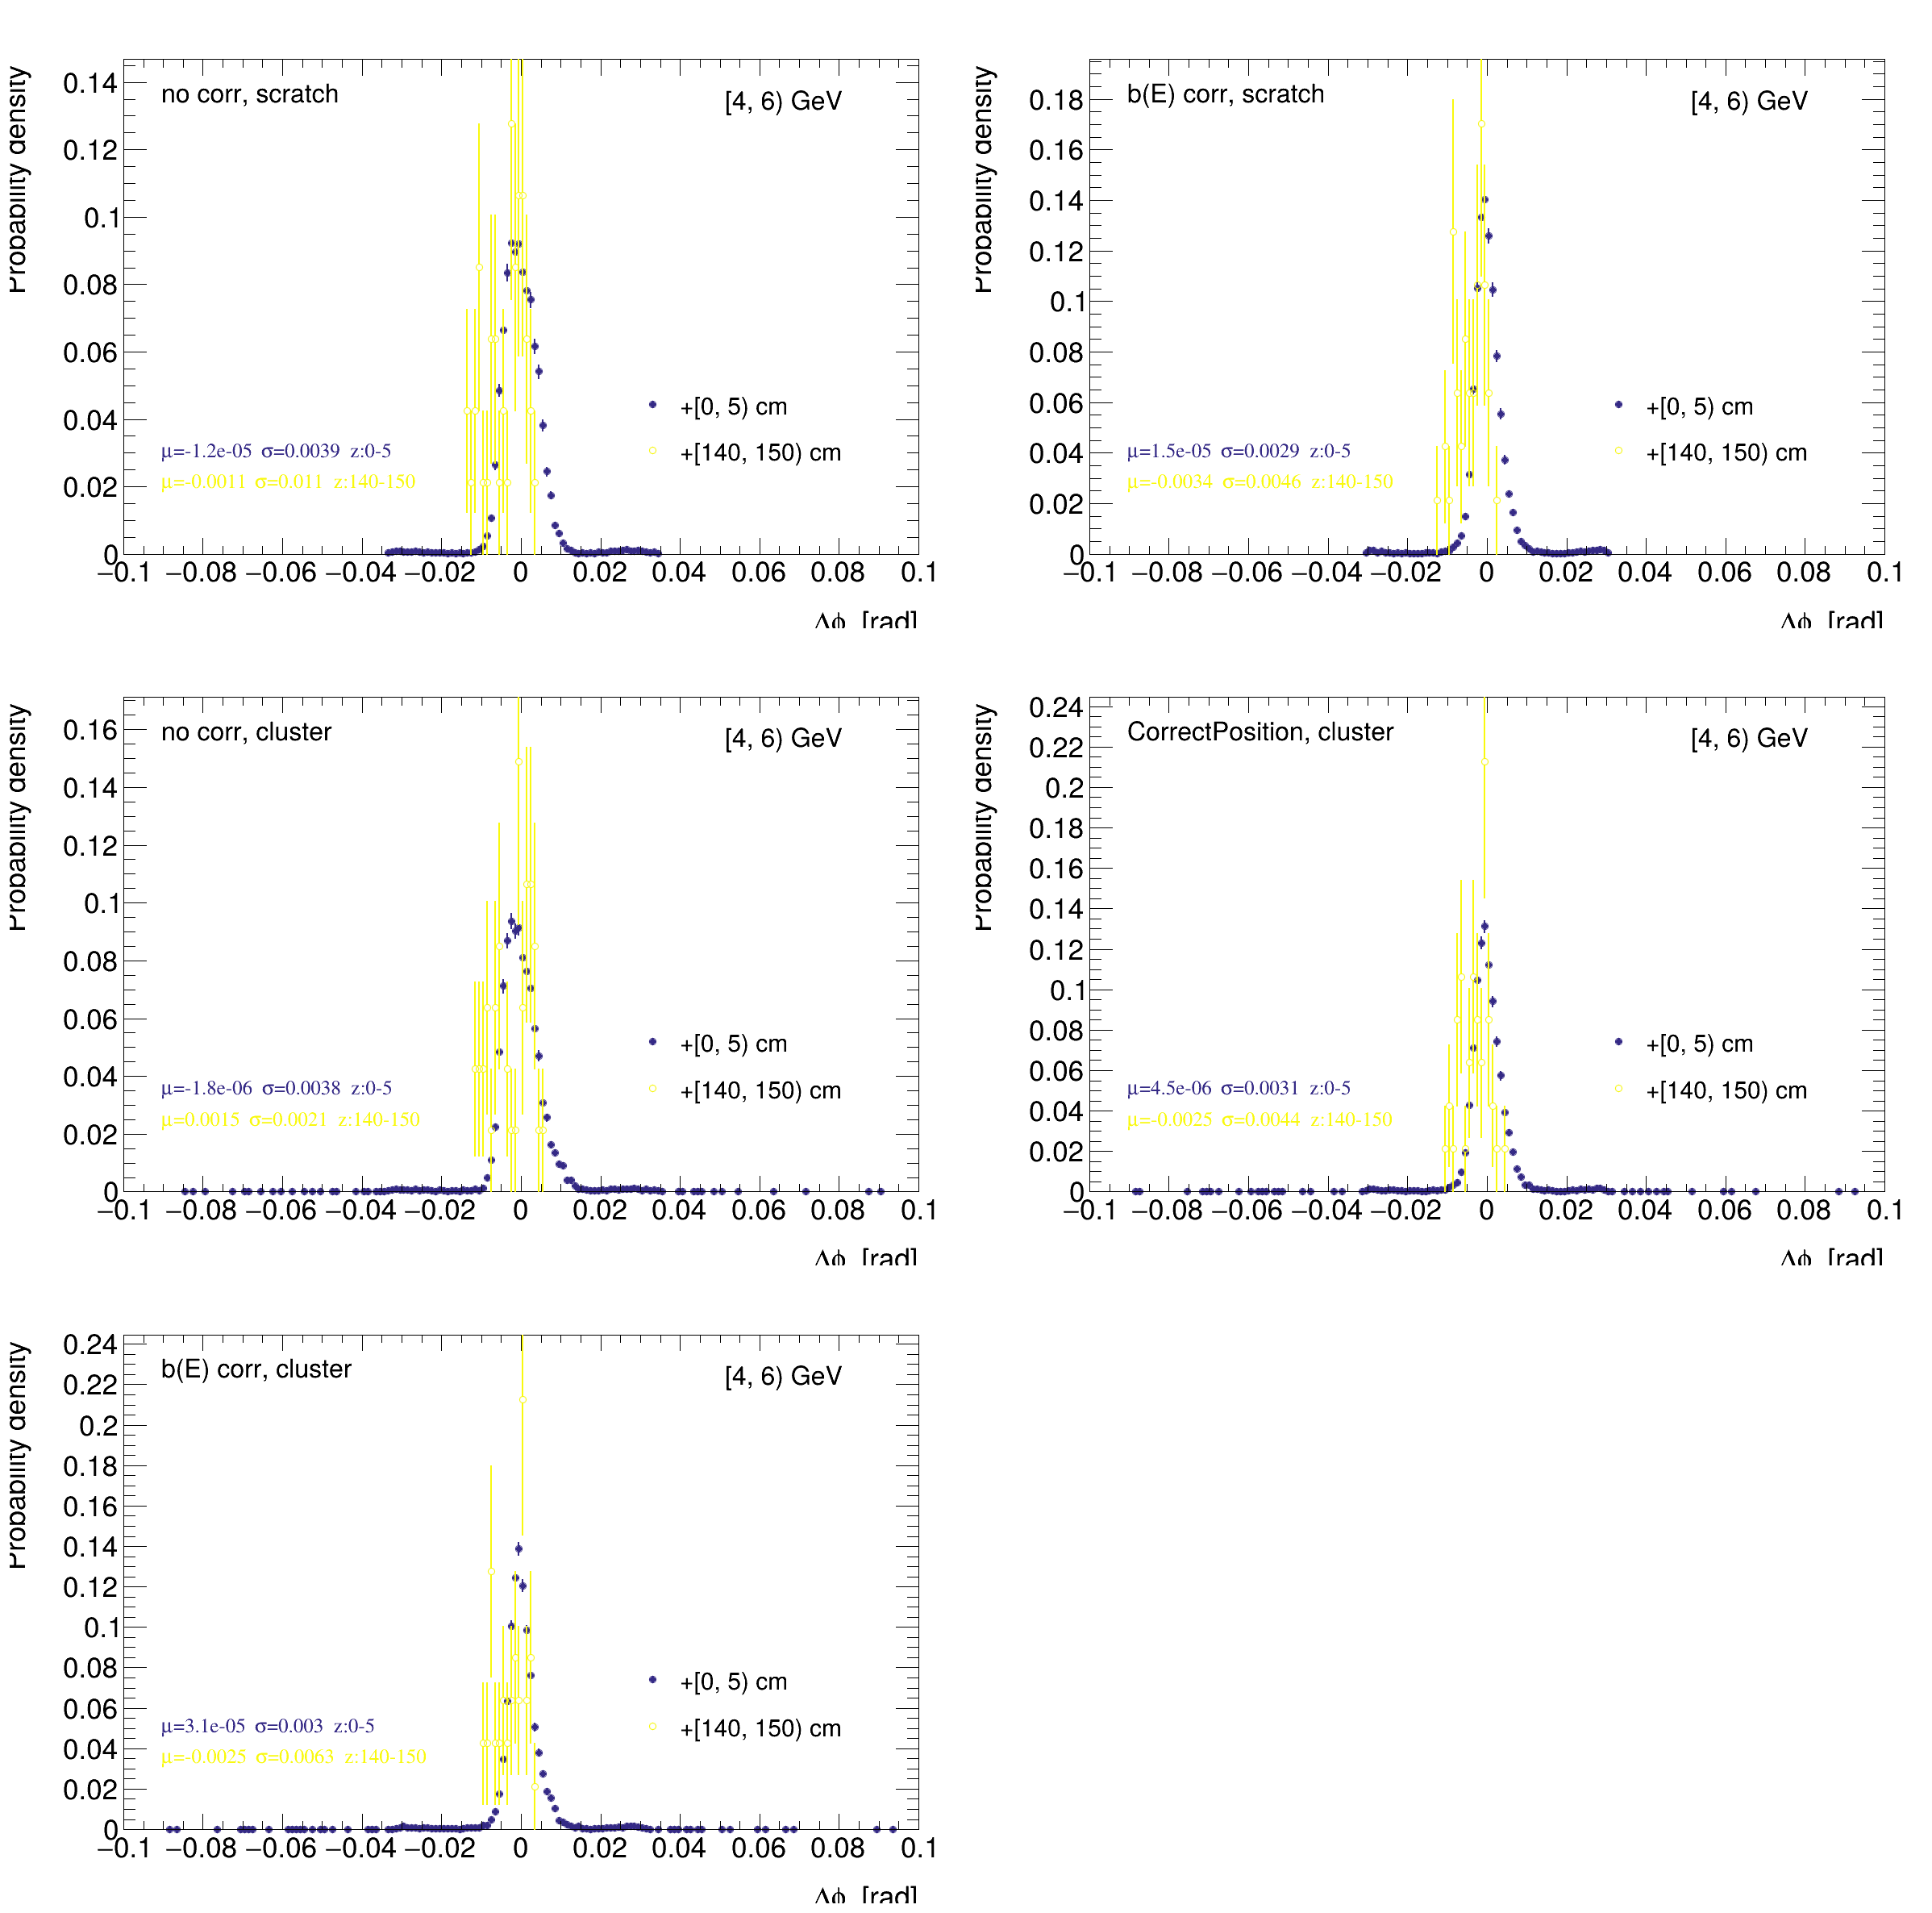 no corr, scratch
[4, 6) GeV
Probability density
0.14
0.12
0.1
0.08
0.06
0.04
0.02
0
+[0, 5) cm
+[140, 150) cm
μ=-1.2e-05 σ=0.0039 z:0-5
μ=-0.0011 σ=0.011 z:140-150
−0.1 −0.08 −0.06 −0.04 −0.02 0 0.02 0.04 0.06 0.08 0.1
Δϕ [rad]
b(E) corr, scratch
[4, 6) GeV
Probability density
0.18
0.16
0.14
0.12
0.1
0.08
0.06
0.04
0.02
0
+[0, 5) cm
+[140, 150) cm
μ=1.5e-05 σ=0.0029 z:0-5
μ=-0.0034 σ=0.0046 z:140-150
−0.1 −0.08 −0.06 −0.04 −0.02 0 0.02 0.04 0.06 0.08 0.1
Δϕ [rad]
no corr, cluster
[4, 6) GeV
Probability density
0.16
0.14
0.12
0.1
0.08
0.06
0.04
0.02
0
+[0, 5) cm
+[140, 150) cm
μ=-1.8e-06 σ=0.0038 z:0-5
μ=0.0015 σ=0.0021 z:140-150
−0.1 −0.08 −0.06 −0.04 −0.02 0 0.02 0.04 0.06 0.08 0.1
Δϕ [rad]
CorrectPosition, cluster
[4, 6) GeV
Probability density
0.24
0.22
0.2
0.18
0.16
0.14
0.12
0.1
0.08
0.06
0.04
0.02
0
+[0, 5) cm
+[140, 150) cm
μ=4.5e-06 σ=0.0031 z:0-5
μ=-0.0025 σ=0.0044 z:140-150
−0.1 −0.08 −0.06 −0.04 −0.02 0 0.02 0.04 0.06 0.08 0.1
Δϕ [rad]
b(E) corr, cluster
[4, 6) GeV
Probability density
0.24
0.22
0.2
0.18
0.16
0.14
0.12
0.1
0.08
0.06
0.04
0.02
0
+[0, 5) cm
+[140, 150) cm
μ=3.1e-05 σ=0.003 z:0-5
μ=-0.0025 σ=0.0063 z:140-150
−0.1 −0.08 −0.06 −0.04 −0.02 0 0.02 0.04 0.06 0.08 0.1
Δϕ [rad]